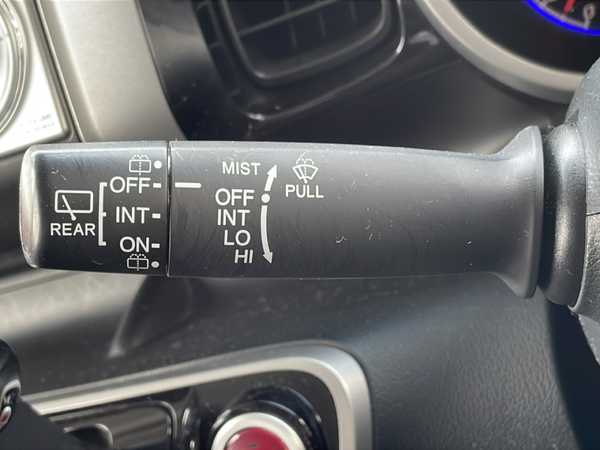 OFF
INT
REAR
ON
MIST
OFF
INT
LO
HI
PULL